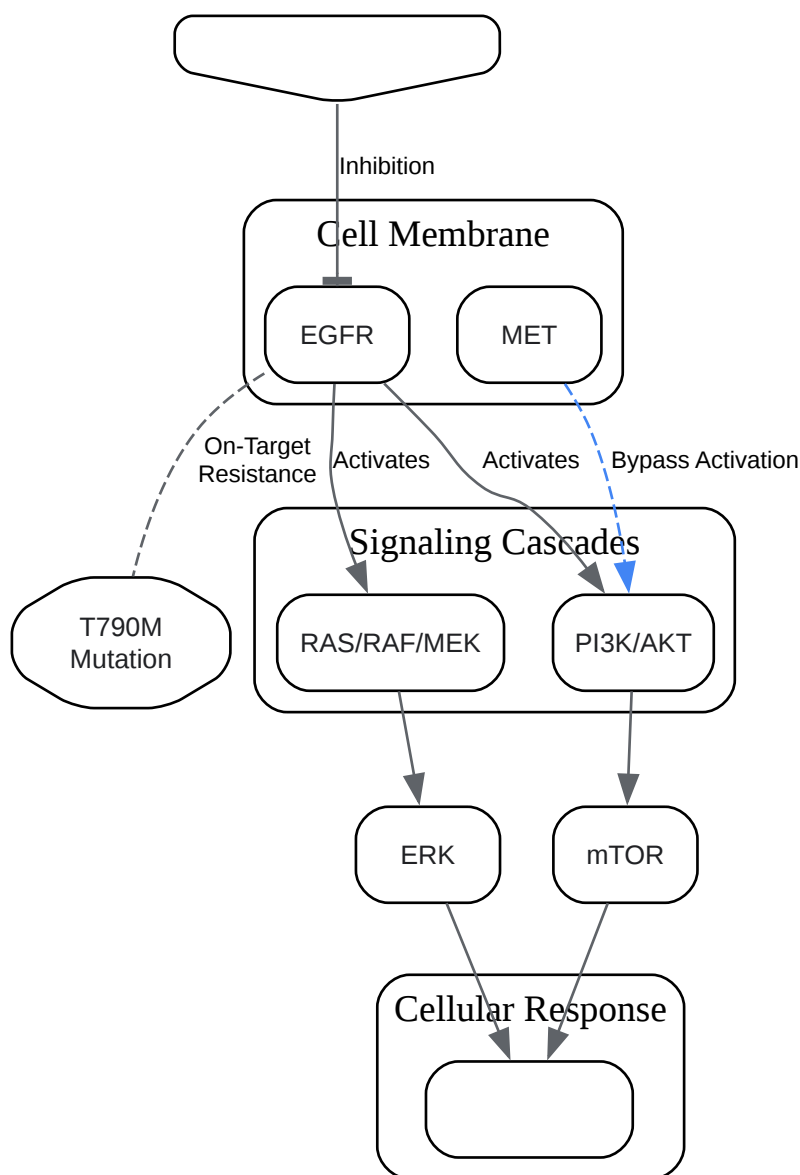 Inhibition
Cell Membrane
EGFR
MET
On-Target
Resistance
Activates
Activates
Bypass Activation
Signaling Cascades
T790M
Mutation
RAS/RAF/MEK
PI3K/AKT
ERK
mTOR
Cellular Response